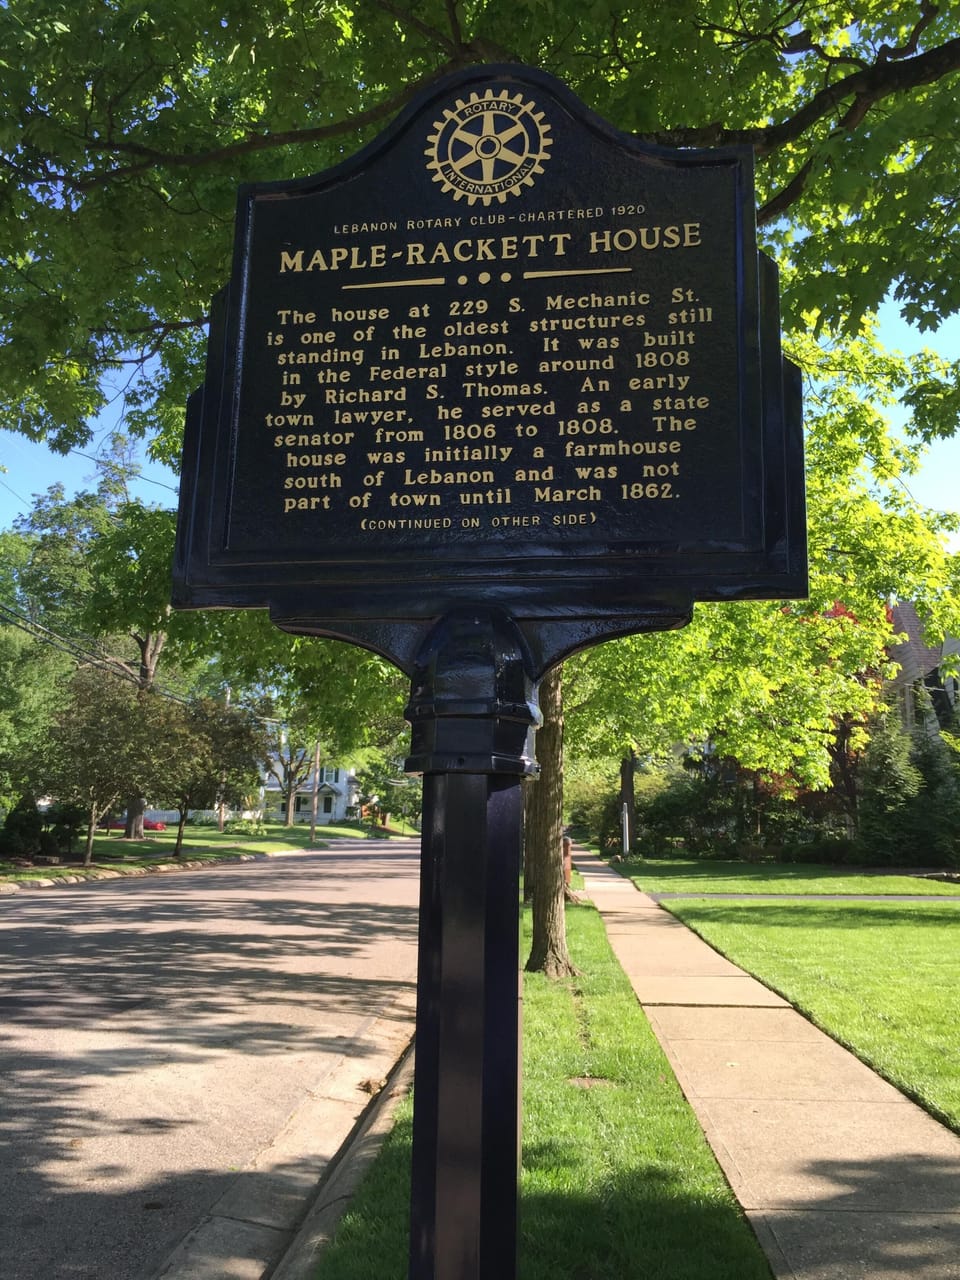 ROTARY
INTERNATIONAL
LEBANON ROTARY CLUB-CHARTERED 1920
MAPLE-RACKETT HOUSE
The house at 229 S. Mechanic St.
is one of the oldest structures still
standing in Lebanon. It was built
in the Federal style around 1808
by Richard S. Thomas. An early
town lawyer, he served as a state
senator from 1806 to 1808. The
house was initially a farmhouse
south of Lebanon and was not
part of town until March 1862.
(CONTINUED ON OTHER SIDE)